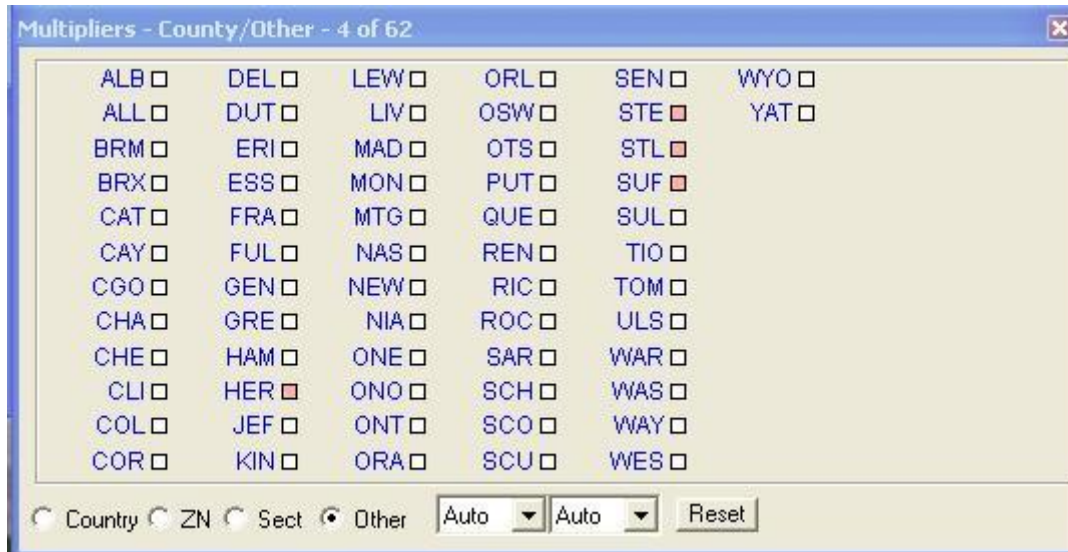 Multipliers - County/Other - 4 of 62
ALB DEL LEW ORL SEN WYO
ALL DUT LIV OSW STE YAT
BRM ERI MAD OTS STL
BRX ESS MON PUT SUF
CAT FRA MTG QUE SUL
CAY FUL NAS REN TIO
CGO GEN NEW RIC TOM
CHA GRE NIA ROC ULS
CHE HAM ONE SAR WAR
CLI HER ONO SCH WAS
COL JEF ONT SCO WAY
COR KIN ORA SCU WES
Country ZN Sect Other Auto Auto Reset